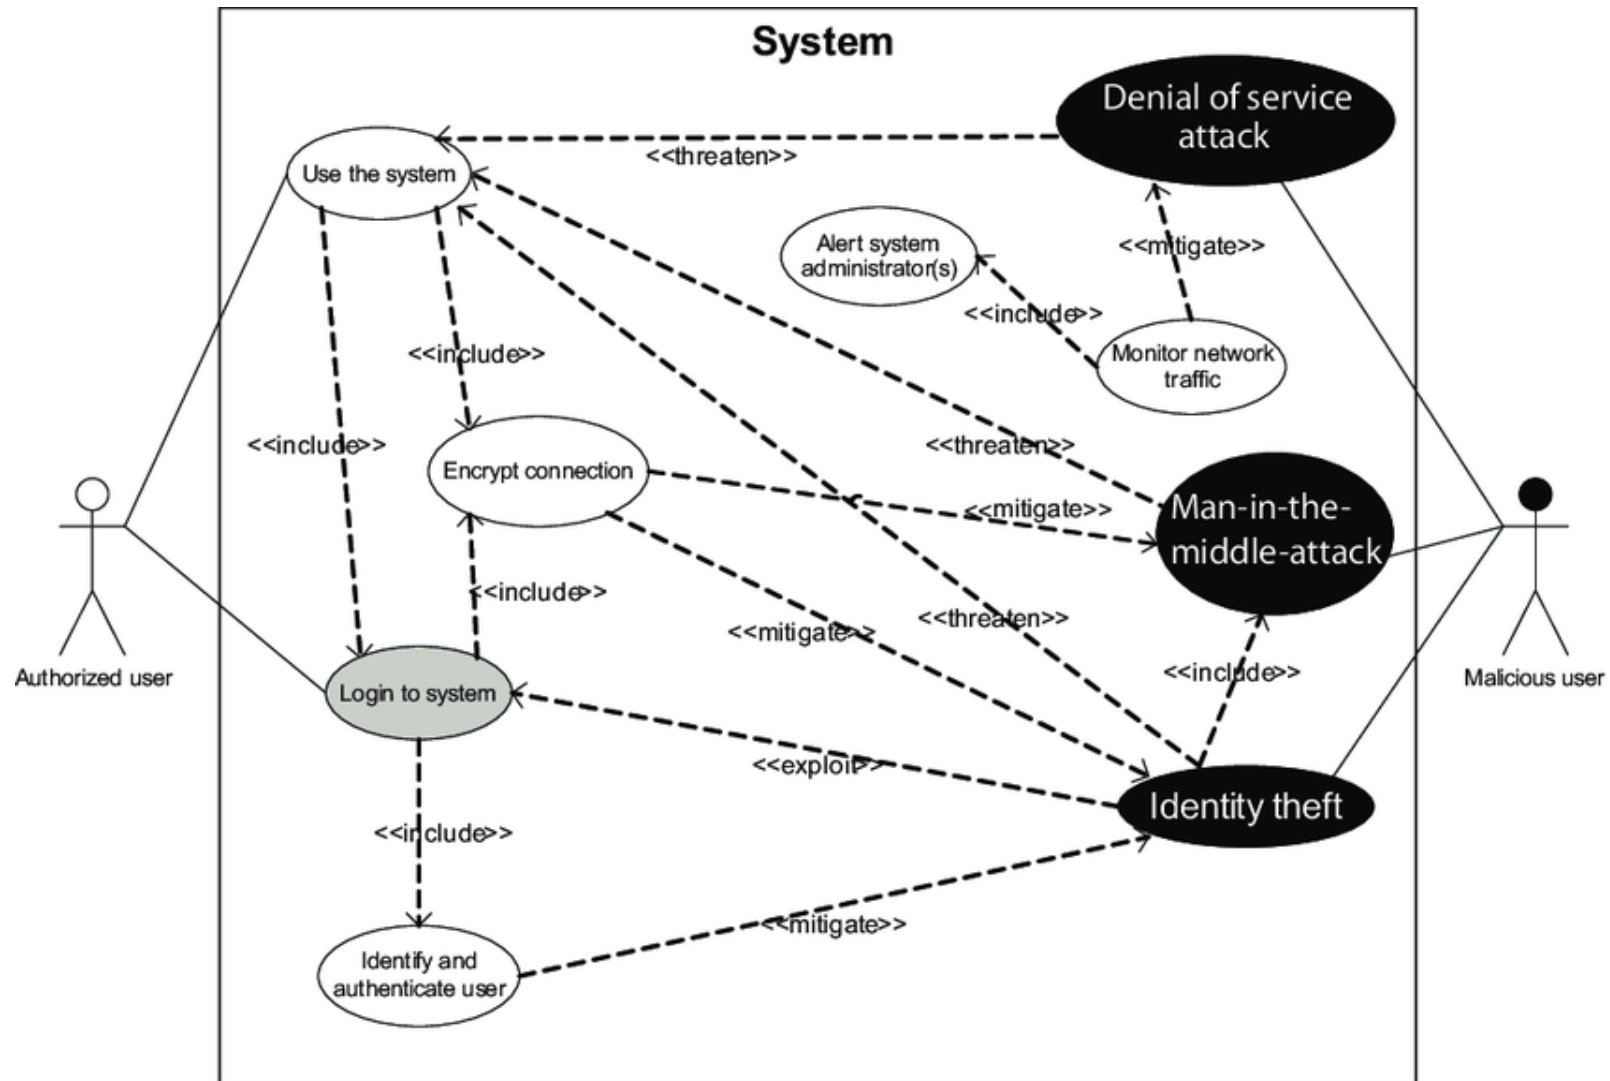 System
Denial of service
attack
<<threaten>>
Use the system
Alert system
administrator(s)
<<mitigate>>
<<include>>
Monitor network
traffic
<<include>>
<<include>>
<<threaten>>
Encrypt connection
<<mitigate>>
Man-in-the-
middle-attack
<<include>>
<<mitigate>>
<<threaten>>
<<include>>
Authorized user
Malicious user
Login to system
<<exploit>>
Identity theft
<<include>>
<<mitigate>>
Identify and
authenticate user